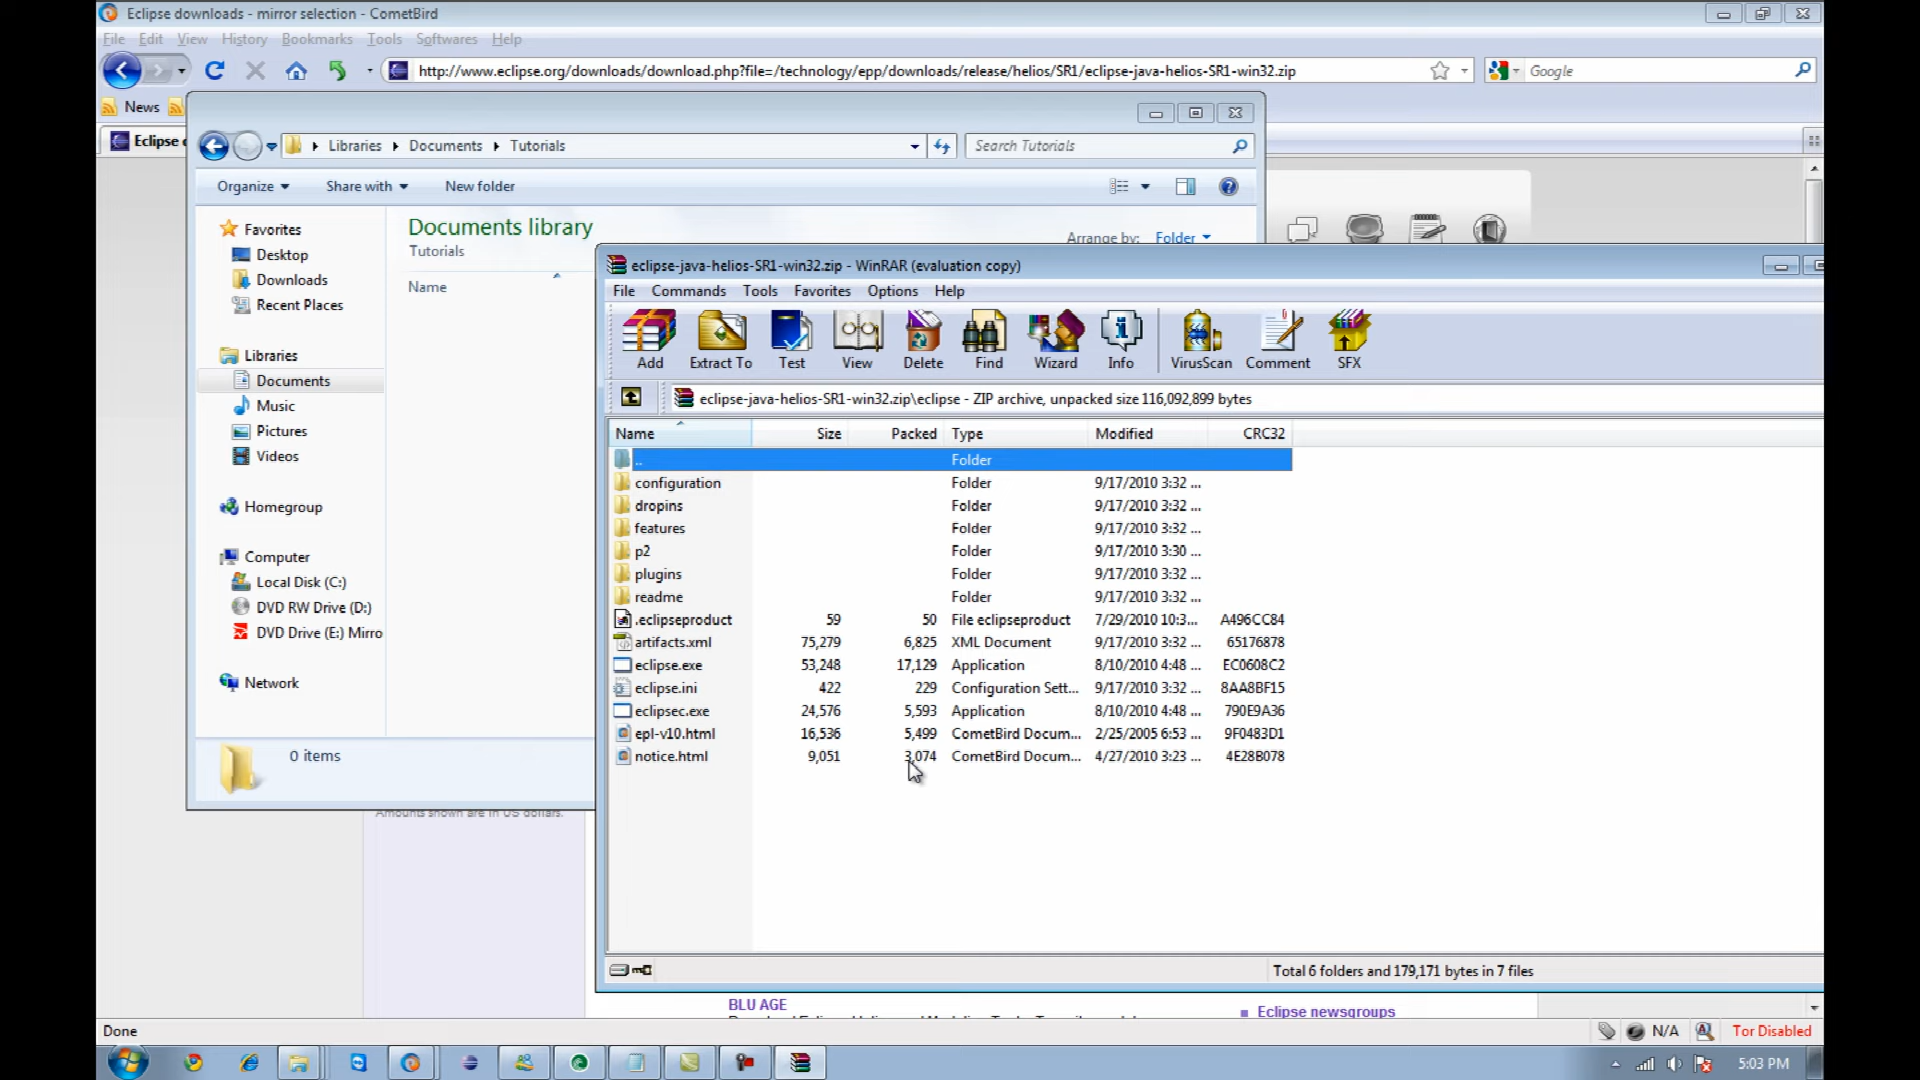 Eclipse downloads - mirror selection - CometBird
File Edit View History Bookmarks Tools Softwares Help
http://www.eclipse.org/downloads/download.php?file=/technology/epp/downloads/release/helios/SR1/eclipse-java-helios-SR1-win32.zip
Google
News
Eclipse
Libraries Documents Tutorials
Search Tutorials
Organize Share with New folder
Favorites
Desktop
Downloads
Recent Places
Libraries
Documents
Music
Pictures
Videos
Homegroup
Computer
Local Disk (C:)
DVD RW Drive (D:)
DVD Drive (E:) Mirro
Network
Documents library
Tutorials
Arrange by: Folder
Name
0 items
Amounts shown are in US dollars.
eclipse-java-helios-SR1-win32.zip - WinRAR (evaluation copy)
File Commands Tools Favorites Options Help
Add Extract To Test View Delete Find Wizard Info VirusScan Comment SFX
eclipse-java-helios-SR1-win32.zip\eclipse - ZIP archive, unpacked size 116,092,899 bytes
Name Size Packed Type Modified CRC32
.. Folder
configuration Folder 9/17/2010 3:32 ...
dropins Folder 9/17/2010 3:32 ...
features Folder 9/17/2010 3:32 ...
p2 Folder 9/17/2010 3:30 ...
plugins Folder 9/17/2010 3:32 ...
readme Folder 9/17/2010 3:32 ...
.eclipseproduct 59 50 File eclipseproduct 7/29/2010 10:3... A496CC84
artifacts.xml 75,279 6,825 XML Document 9/17/2010 3:32 ... 65176878
eclipse.exe 53,248 17,129 Application 8/10/2010 4:48 ... EC0608C2
eclipse.ini 422 229 Configuration Sett... 9/17/2010 3:32 ... 8AA8BF15
eclipsec.exe 24,576 5,593 Application 8/10/2010 4:48 ... 790E9A36
epl-v10.html 16,536 5,499 CometBird Docum... 2/25/2005 6:53 ... 9F0483D1
notice.html 9,051 3,074 CometBird Docum... 4/27/2010 3:23 ... 4E28B078
Total 6 folders and 179,171 bytes in 7 files
BLU AGE
Eclipse newsgroups
Done
N/A
Tor Disabled
5:03 PM